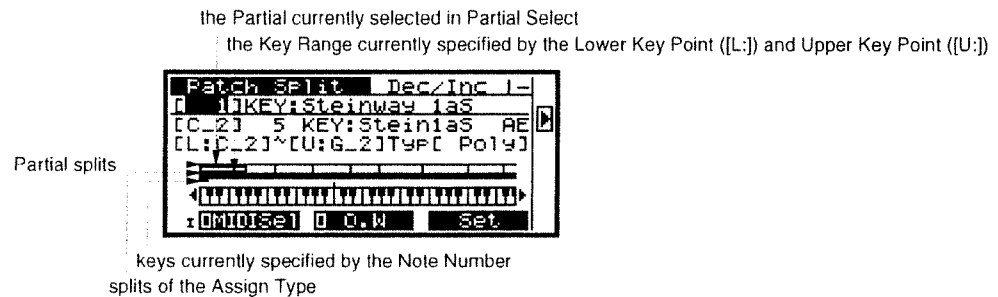 the Partial currently selected in Partial Select
the Key Range currently specified by the Lower Key Point ([L:]) and Upper Key Point ([U:])
Patch Split Dec/Inc 1-
[ 1]KEY:Steinway 1aS
[C_2] 5 KEY:Stein1aS AE
[L:C_2]~[U:G_2]Typ[ Poly]
Partial splits
MIDISel O.W Set
keys currently specified by the Note Number
splits of the Assign Type